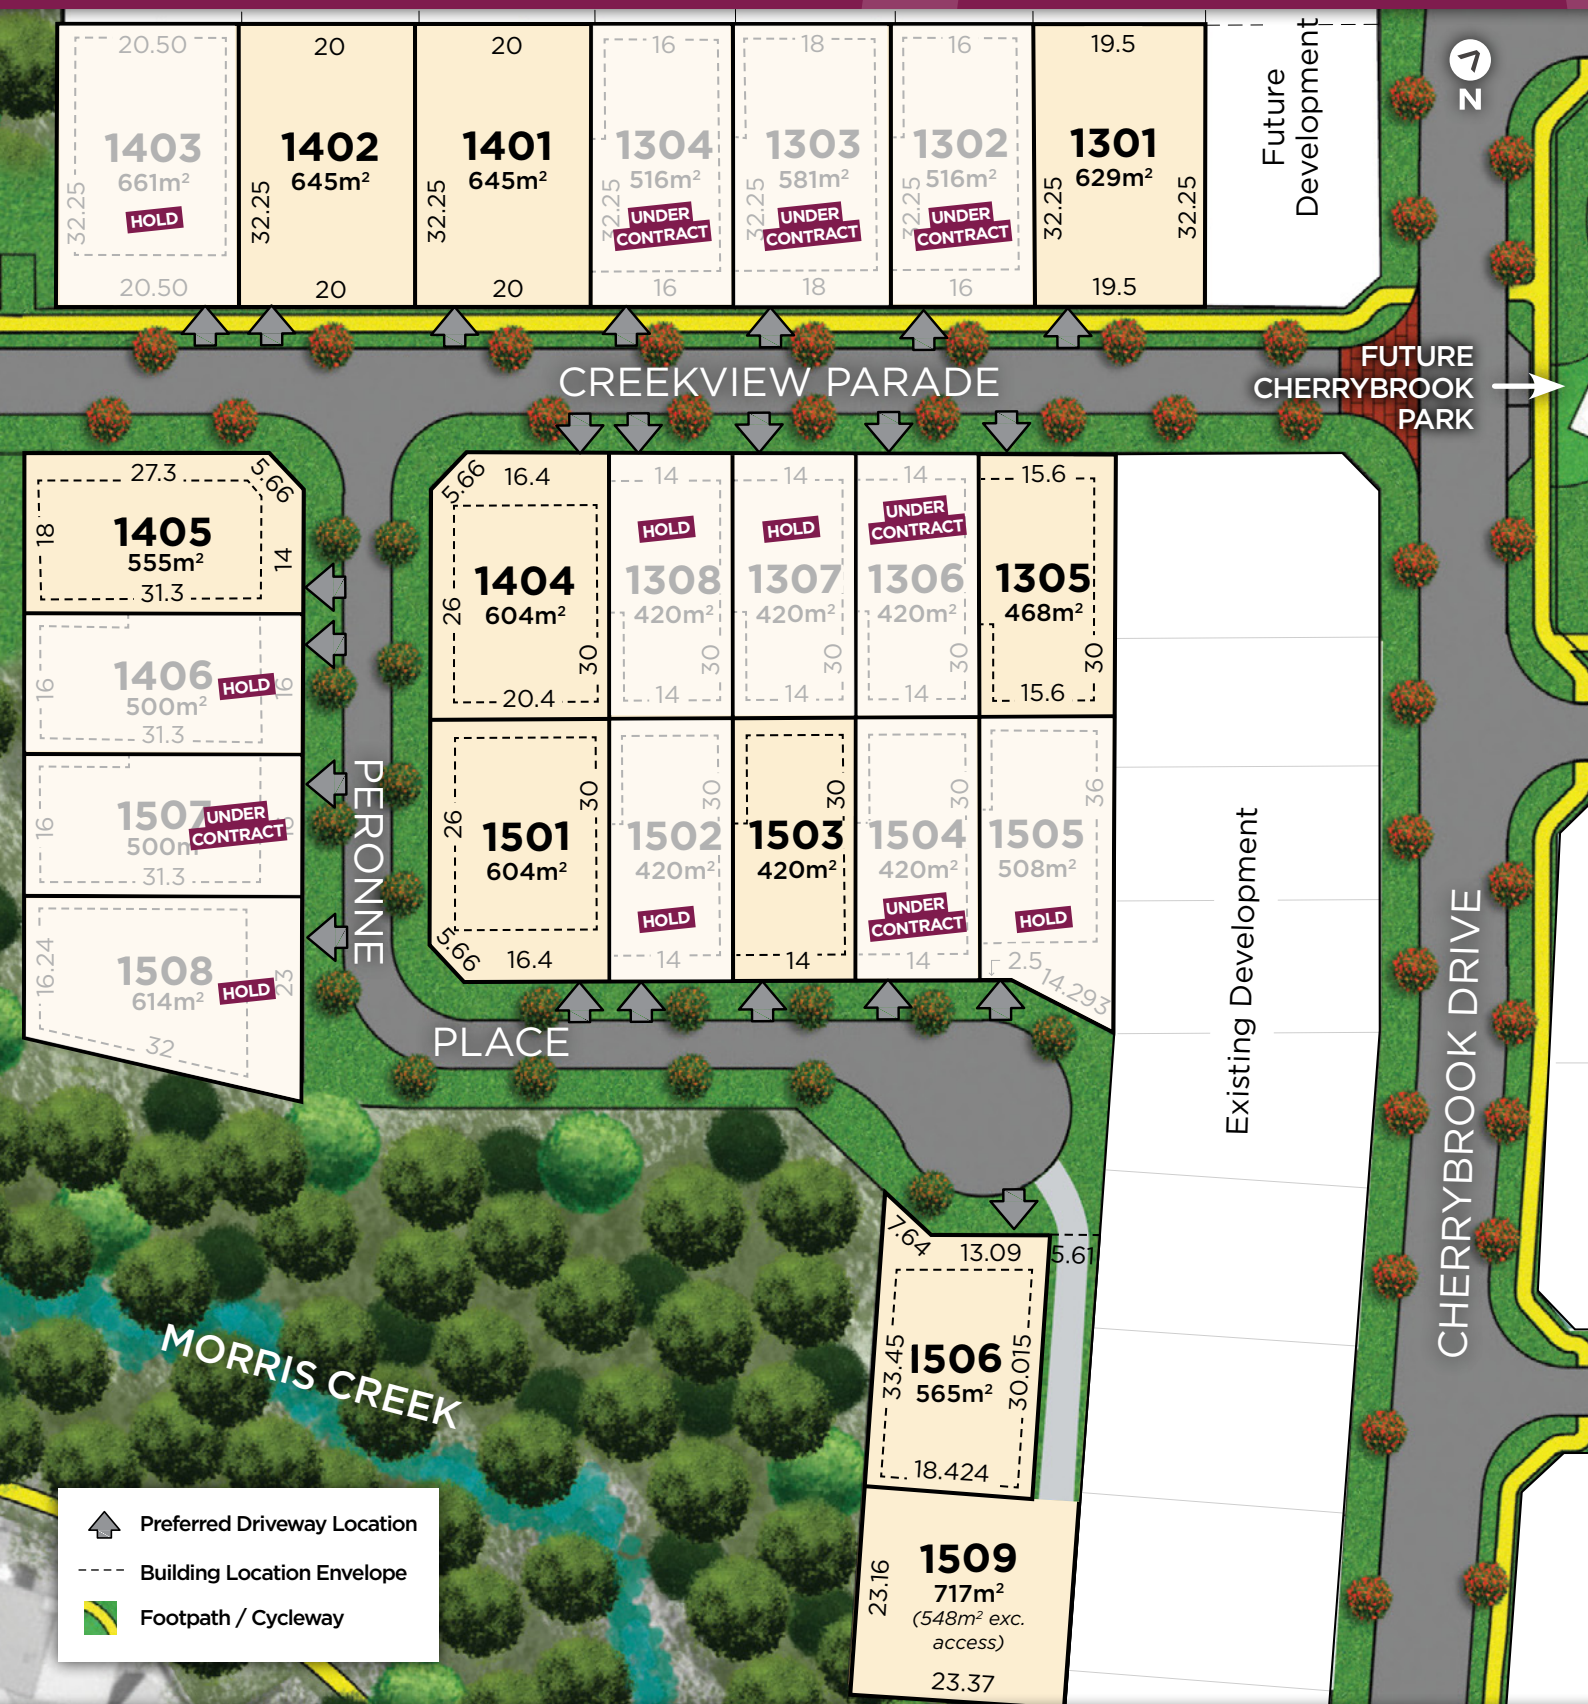 20.50
20
20
16
18
16
19.5
Future
Development
N
1403
661m²
32.25
HOLD
20.50
1402
645m²
32.25
20
1401
645m²
32.25
20
1304
516m²
32.25
UNDER
CONTRACT
16
1303
581m²
32.25
UNDER
CONTRACT
18
1302
516m²
32.25
UNDER
CONTRACT
16
1301
629m²
32.25
32.25
19.5
CREEKVIEW PARADE
FUTURE
CHERRYBROOK
PARK
27.3
5.66
18
1405
555m²
14
31.3
1406
500m²
HOLD
16
16
31.3
1507
500m
UNDER
CONTRACT
16
31.3
16.24
1508
614m²
HOLD
23
32
PERONNE
PLACE
5.66
16.4
1404
604m²
26
30
20.4
14
HOLD
1308
420m²
30
14
14
HOLD
1307
420m²
30
14
14
UNDER
CONTRACT
1306
420m²
30
14
15.6
1305
468m²
30
15.6
30
26
1501
604m²
5.66
16.4
30
1502
420m²
HOLD
14
30
1503
420m²
14
30
1504
420m²
UNDER
CONTRACT
14
36
1505
508m²
HOLD
2.5
14.293
Existing Development
CHERRYBROOK DRIVE
7.64
13.09
5.61
33.45
1506
565m²
30.015
18.424
1509
717m²
(548m² exc.
access)
23.16
23.37
MORRIS CREEK
Preferred Driveway Location
Building Location Envelope
Footpath / Cycleway